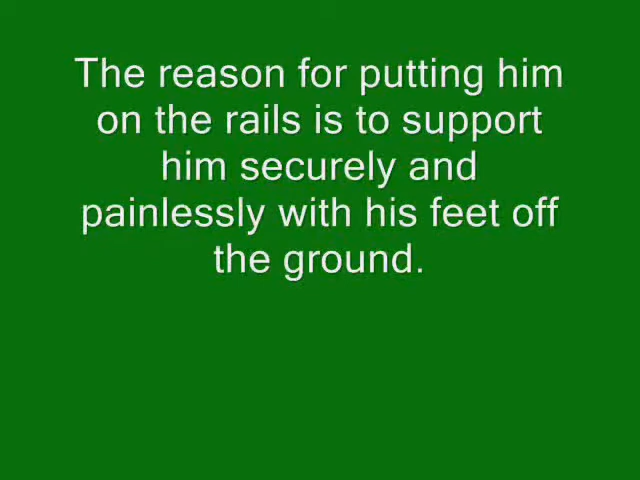 The reason for putting him
on the rails is to support
him securely and
painlessly with his feet off
the ground.